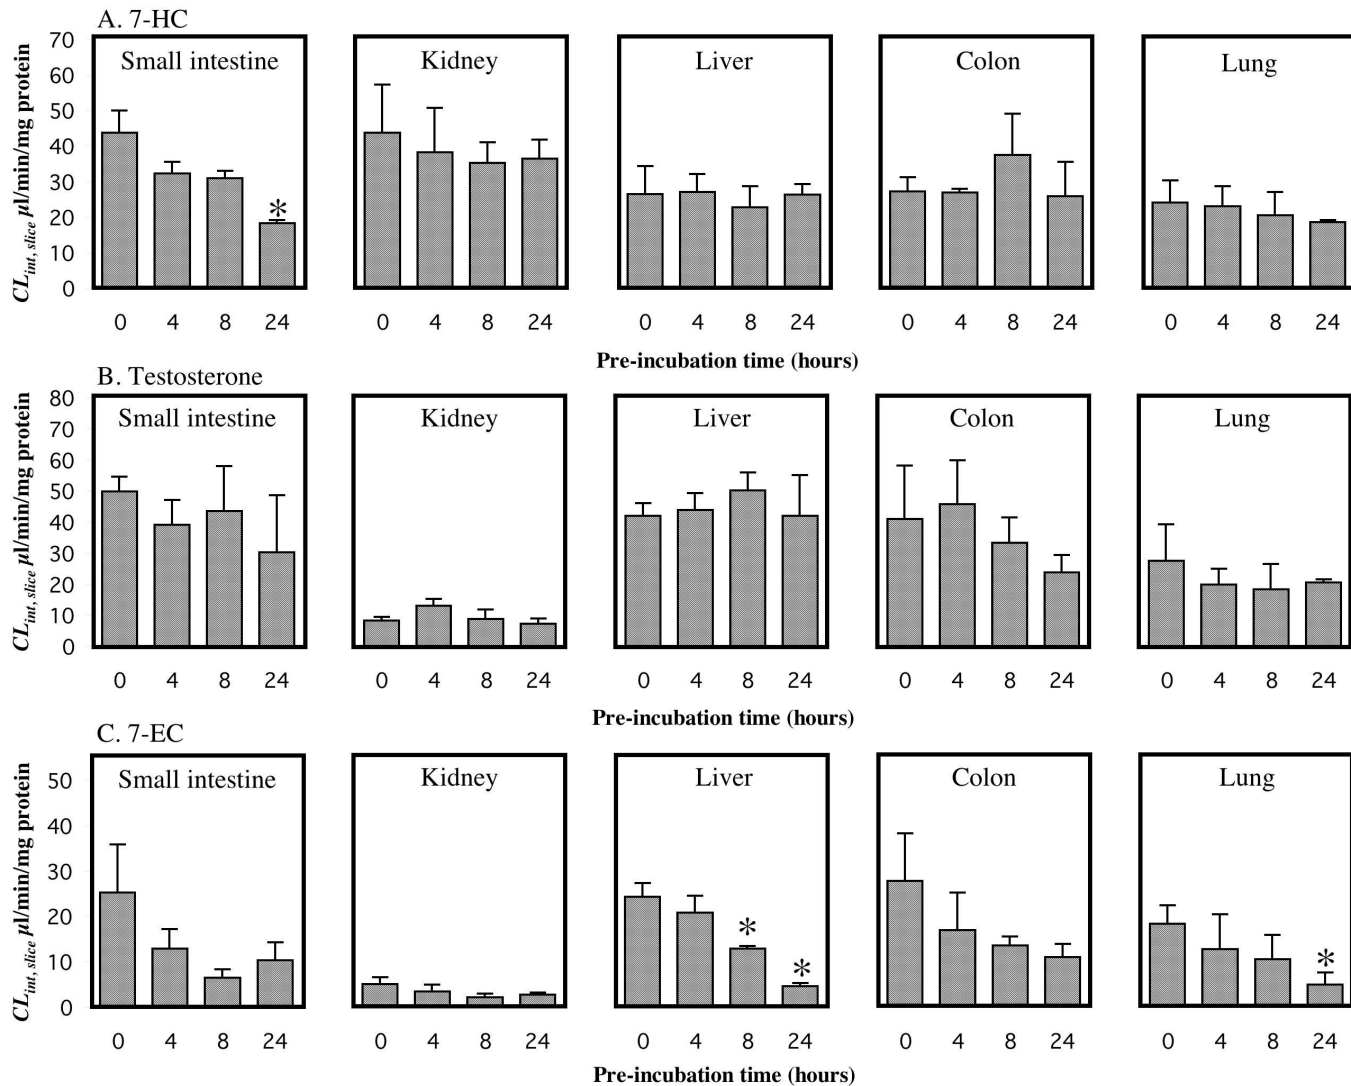 A. 7-HC
CLint, slice µl/min/mg protein
70
60
50
40
30
20
10
0
Small intestine
*
0 4 8 24
Kidney
0 4 8 24
Liver
0 4 8 24
Colon
0 4 8 24
Lung
0 4 8 24
Pre-incubation time (hours)
B. Testosterone
CLint, slice µl/min/mg protein
80
70
60
50
40
30
20
10
0
Small intestine
0 4 8 24
Kidney
0 4 8 24
Liver
0 4 8 24
Colon
0 4 8 24
Lung
0 4 8 24
Pre-incubation time (hours)
C. 7-EC
CLint, slice µl/min/mg protein
50
40
30
20
10
0
Small intestine
0 4 8 24
Kidney
0 4 8 24
Liver
*
*
0 4 8 24
Colon
0 4 8 24
Lung
*
0 4 8 24
Pre-incubation time (hours)